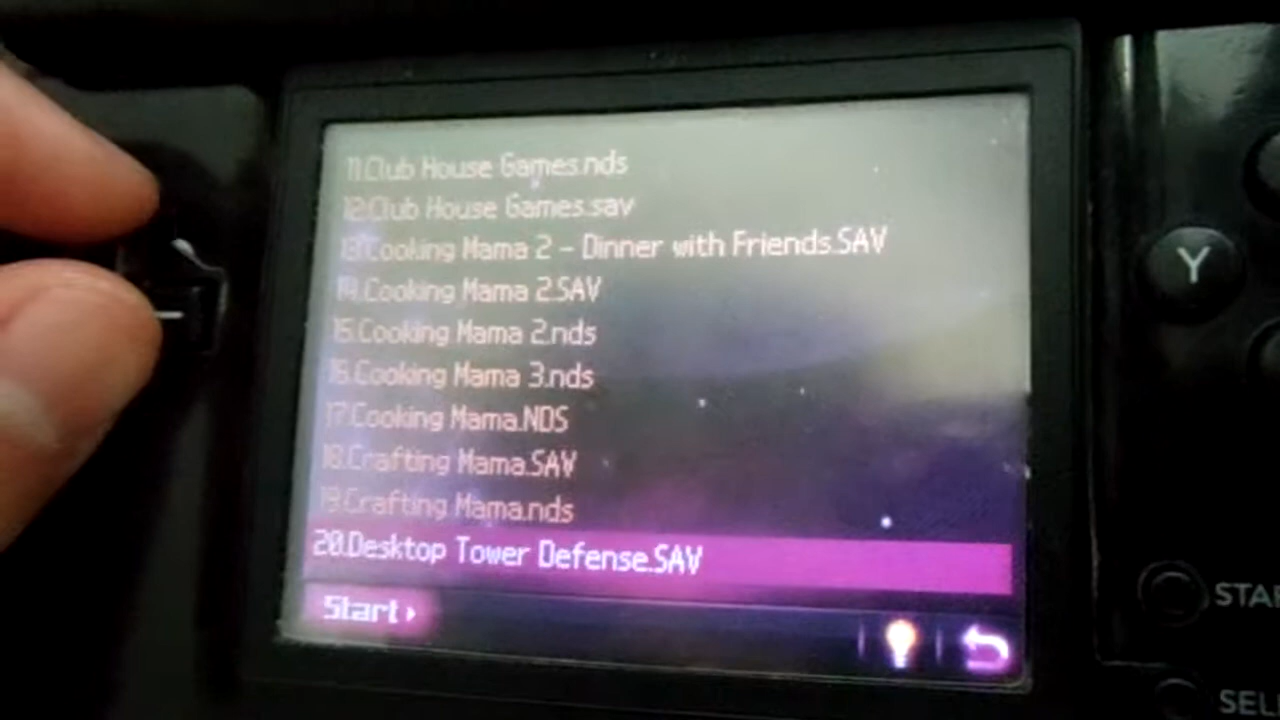 11.Club House Games.nds
12.Club House Games.sav
13.Cooking Mama 2 - Dinner with Friends.SAV
14.Cooking Mama 2.SAV
15.Cooking Mama 2.nds
16.Cooking Mama 3.nds
17.Cooking Mama.NDS
18.Crafting Mama.SAV
19.Crafting Mama.nds
20.Desktop Tower Defense.SAV
Start
Y
STA
SEL